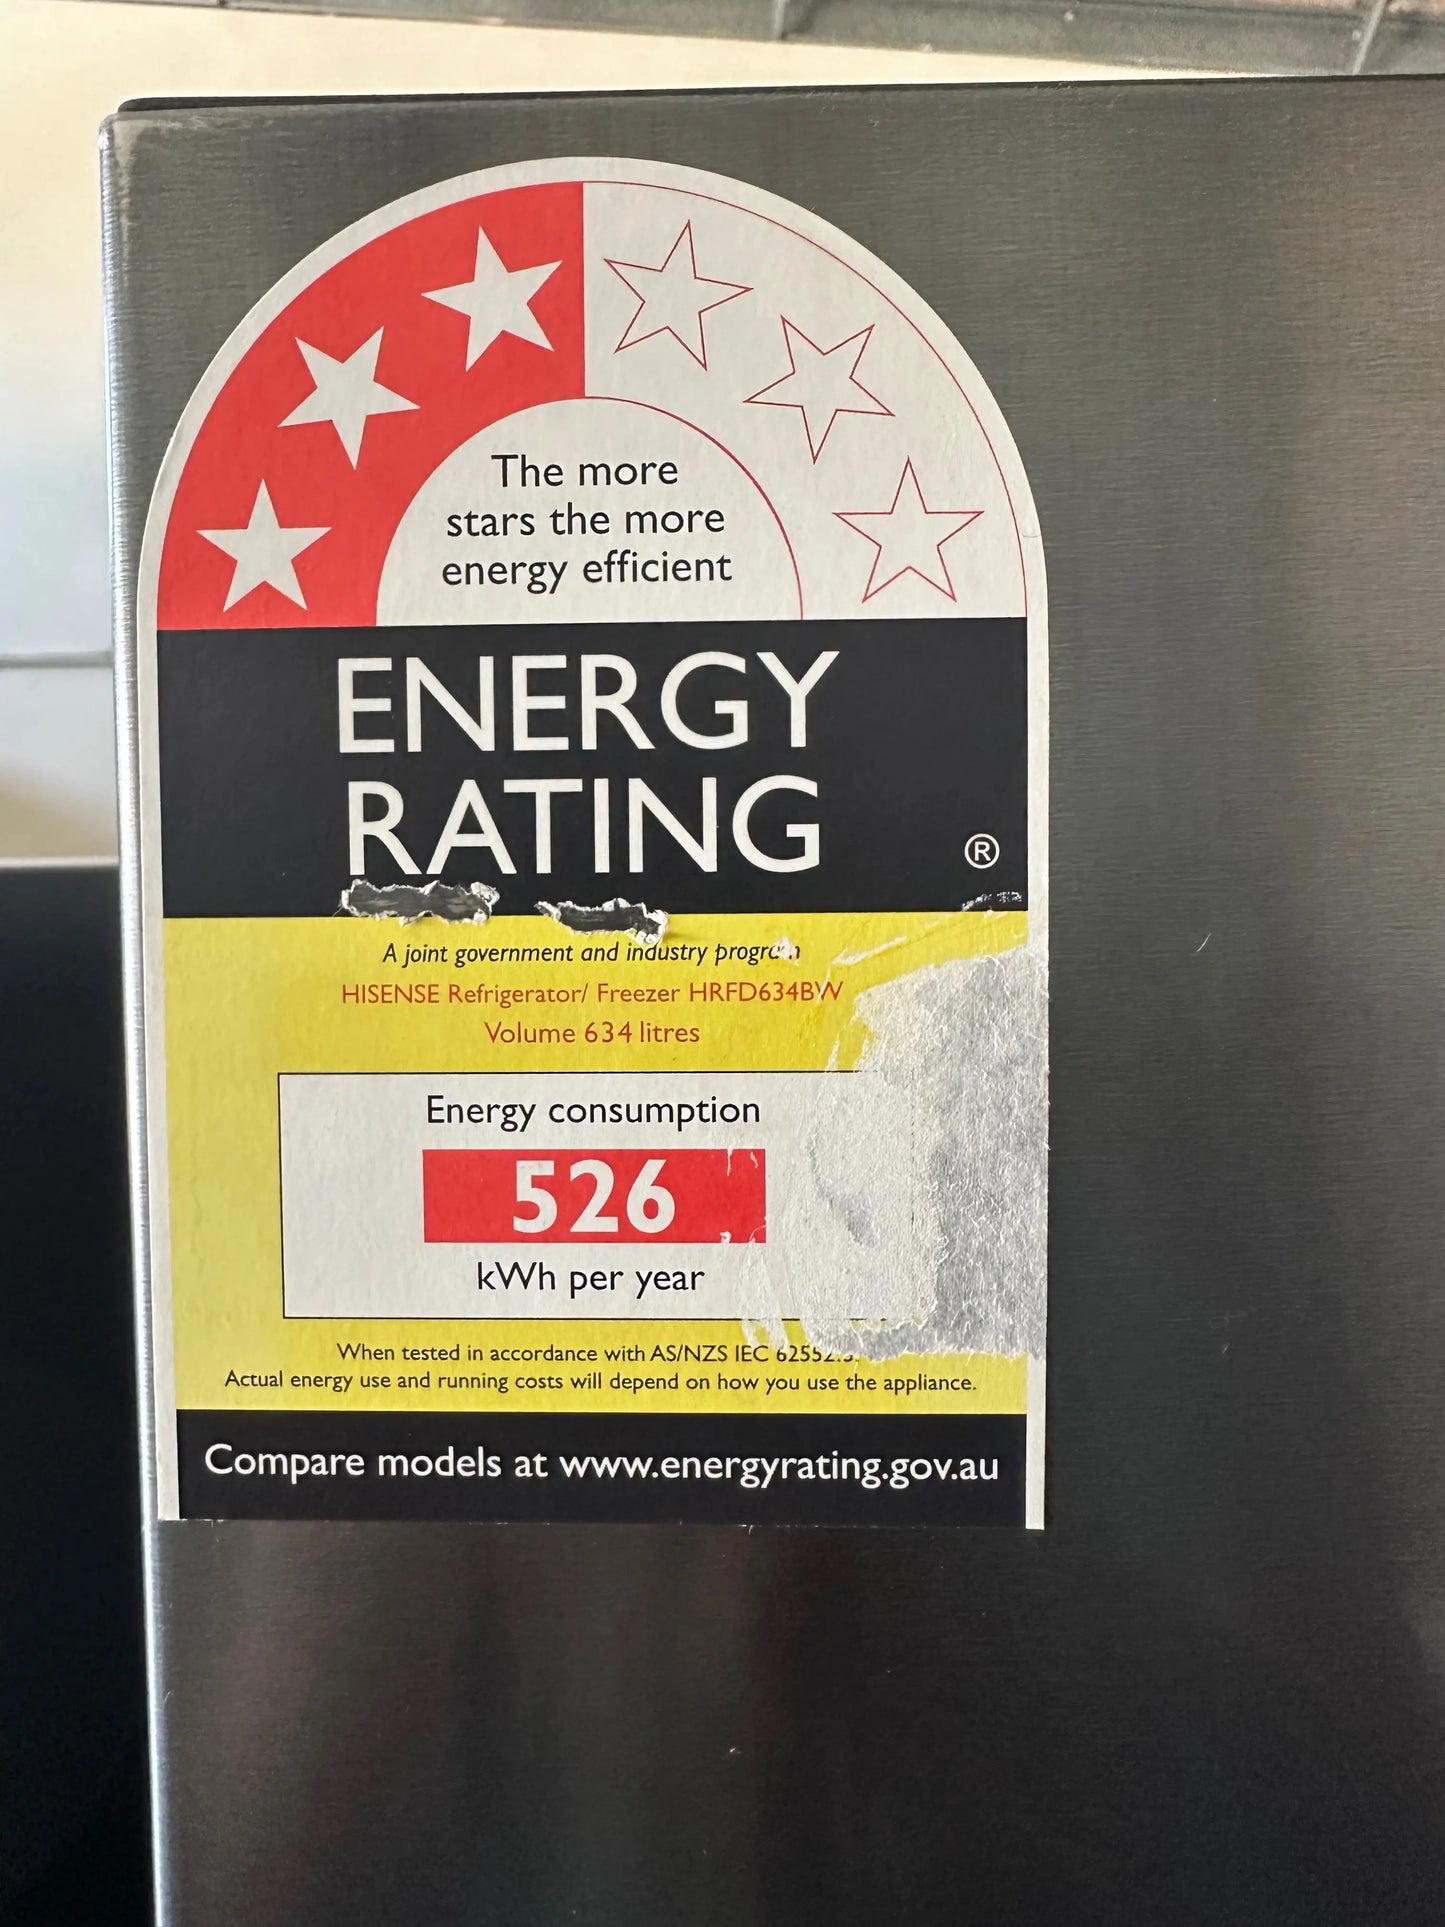 The more
stars the more
energy efficient
ENERGY
RATING
®
A joint government and industry program
HISENSE Refrigerator/ Freezer HRFD634BW
Volume 634 litres
Energy consumption
526
kWh per year
When tested in accordance with AS/NZS IEC
Actual energy use and running costs will depend on how you use the appliance.
Compare models at www.energyrating.gov.au